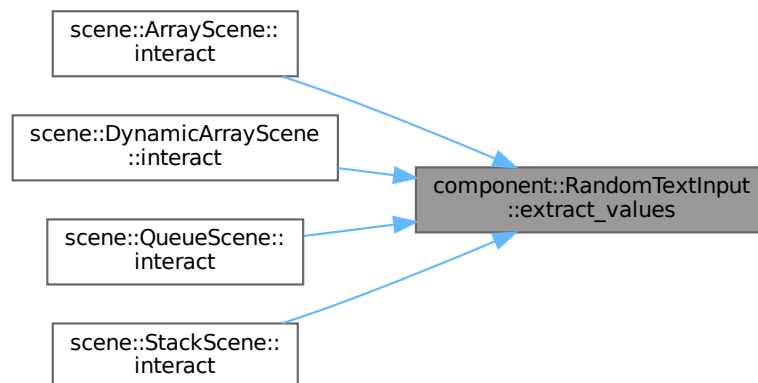 scene::ArrayScene::
interact
scene::DynamicArrayScene
::interact
component::RandomTextInput
::extract_values
scene::QueueScene::
interact
scene::StackScene::
interact